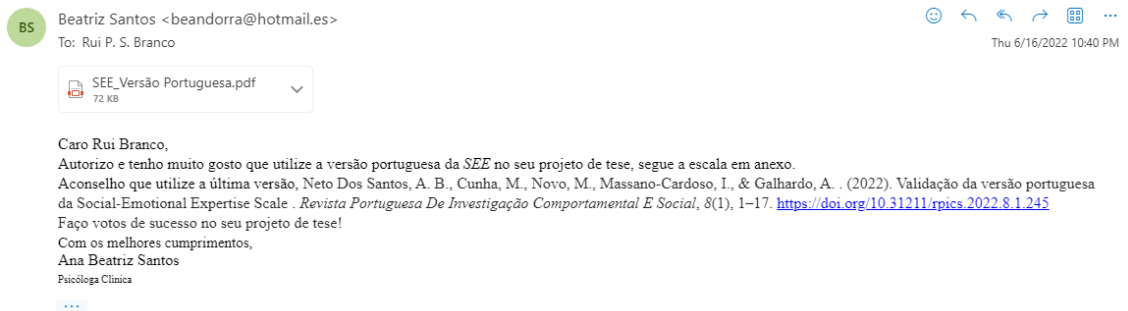 BS
Beatriz Santos <beandorra@hotmail.es>
To: Rui P. S. Branco
Thu 6/16/2022 10:40 PM
SEE_Versão Portuguesa.pdf
72 KB
Caro Rui Branco,
Autorizo e tenho muito gosto que utilize a versão portuguesa da SEE no seu projeto de tese, segue a escala em anexo.
Aconselho que utilize a última versão, Neto Dos Santos, A. B., Cunha, M., Novo, M., Massano-Cardoso, I., & Galhardo, A. . (2022). Validação da versão portuguesa
da Social-Emotional Expertise Scale . Revista Portuguesa De Investigação Comportamental E Social, 8(1), 1–17. https://doi.org/10.31211/rpics.2022.8.1.245
Faço votos de sucesso no seu projeto de tese!
Com os melhores cumprimentos,
Ana Beatriz Santos
Psicóloga Clinica